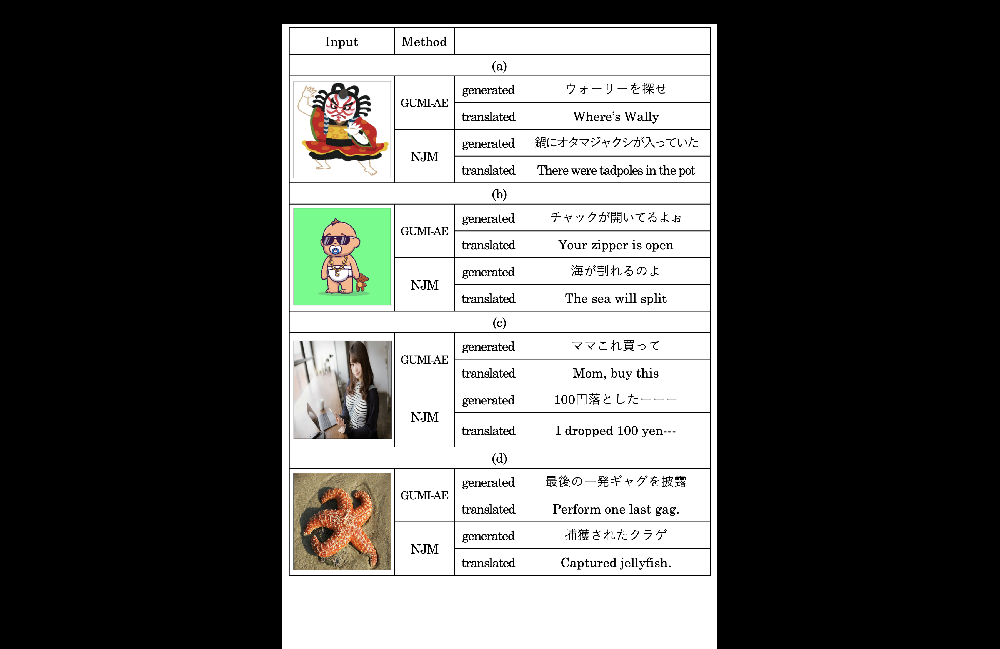 Input Method
(a)
GUMI-AE
generated ウォーリーを探せ
translated Where's Wally
NJM
generated 鍋にオタマジャクシが入っていた
translated There were tadpoles in the pot
(b)
GUMI-AE
generated チャックが開いてるよぉ
translated Your zipper is open
NJM
generated 海が割れるのよ
translated The sea will split
(c)
GUMI-AE
generated ママこれ買って
translated Mom, buy this
NJM
generated 100円落としたーーー
translated I dropped 100 yen---
(d)
GUMI-AE
generated 最後の一発ギャグを披露
translated Perform one last gag.
NJM
generated 捕獲されたクラゲ
translated Captured jellyfish.